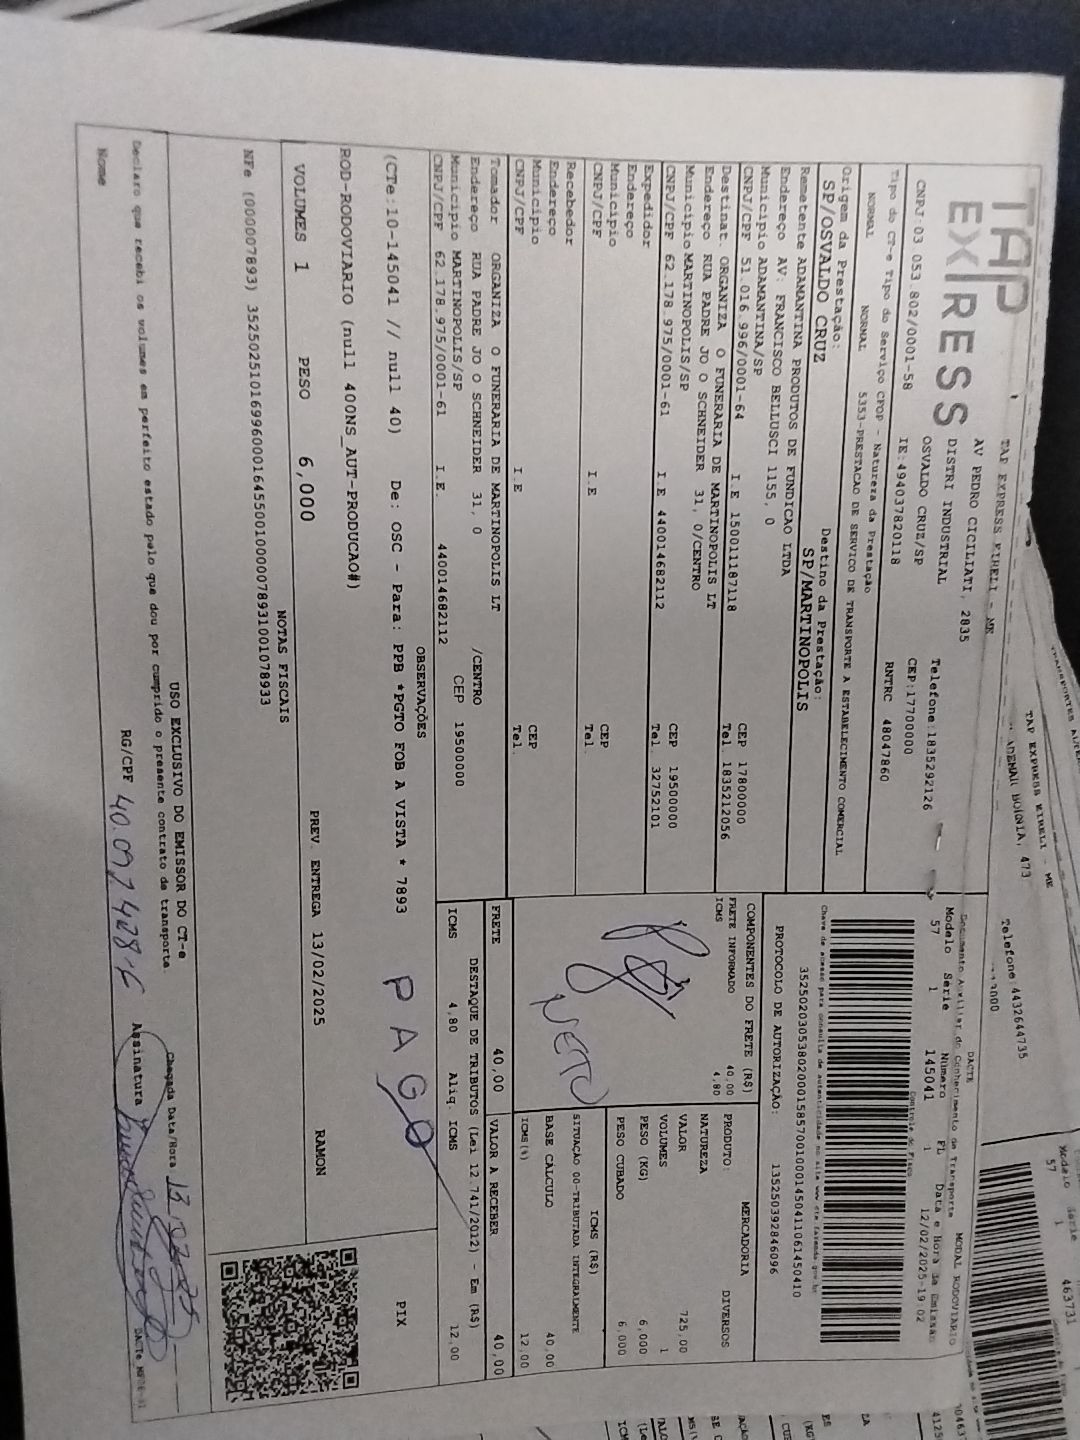 TAP
EXPRESS
TAP EXPRESS EIRELI - ME
AV PEDRO CICILIATI, 2835
DISTRI INDUSTRIAL
OSVALDO CRUZ/SP
Telefone:1835292126
CEP:17700000
CNPJ:03.053.802/0001-58
IE:494037820118
RNTRC 48047860
DACTE
Documento Auxiliar do Conhecimento de Transporte
MODAL RODOVIARIO
Modelo Série Número FL Data e Hora da Emissão
57 1 145041 1 12/02/2025-19:02
Controle do Fisco
Tipo do CT-e Tipo do Serviço CFOP - Natureza da Prestação
NORMAL NORMAL 5353-PRESTACAO DE SERVICO DE TRANSPORTE A ESTABELECIMENTO COMERCIAL
Chave de acesso para consulta de autenticidade no site www.cte.fazenda.gov.br
Origem da Prestação: Destino da Prestação:
SP/OSVALDO CRUZ SP/MARTINOPOLIS
PROTOCOLO DE AUTORIZAÇÃO: 135250392846096
Remetente ADAMANTINA PRODUTOS DE FUNDICAO LTDA
Endereço AV: FRANCISCO BELLUSCI 1155, 0
Município ADAMANTINA/SP CEP 17800000
CNPJ/CPF 51.016.996/0001-64 I.E 150011187118 Tel. 1835212056
Destinat. ORGANIZA O FUNERARIA DE MARTINOPOLIS LT
Endereço RUA PADRE JO O SCHNEIDER 31, 0/CENTRO
Município MARTINOPOLIS/SP CEP 19500000
CNPJ/CPF 62.178.975/0001-61 I.E 440014682112 Tel. 32752101
Expedidor
Endereço
Município CEP
CNPJ/CPF I.E Tel.
Recebedor
Endereço
Município CEP
CNPJ/CPF I.E Tel.
Tomador ORGANIZA O FUNERARIA DE MARTINOPOLIS LT
Endereço RUA PADRE JO O SCHNEIDER 31, 0 /CENTRO
Município MARTINOPOLIS/SP CEP 19500000
CNPJ/CPF 62.178.975/0001-61 I.E. 440014682112
COMPONENTES DO FRETE (R$)
FRETE INFORMADO 40,00
ICMS 4,80
NETO
PRODUTO: MERCADORIA
NATUREZA DIVERSOS
VALOR 725,00
VOLUMES 1
PESO (KG) 6,000
PESO CUBADO 6,000
ICMS (R$)
SITUAÇÃO 00-TRIBUTADA INTEGRALMENTE
BASE CALCULO 40,00
ICMS(%) 12,00
FRETE 40,00 VALOR A RECEBER 40,00
DESTAQUE DE TRIBUTOS (Lei 12.741/2012) - Em (R$)
ICMS 4,80 Aliq. ICMS 12,00
OBSERVAÇÕES
(CTe:10-145041 // null 40) De: OSC - Para: PPB *PGTO FOB A VISTA * 7893
ROD-RODOVIARIO (null 400NS_AUT-PRODUCAO#)
PAGO
PIX
VOLUMES 1 PESO 6,000 PREV. ENTREGA 13/02/2025 RAMON
NOTAS FISCAIS
NFe (000007893) 35250251016996000164550010000078931001078933
USO EXCLUSIVO DO EMISSOR DO CT-e
Declaro que recebi os volumes em perfeito estado pelo que dou por cumprido o presente contrato de transporte
Chegada Data/Hora
Nome RG/CPF Assinatura
TAP EXPRESS EIRELI - ME
Telefone:4432644735
463731